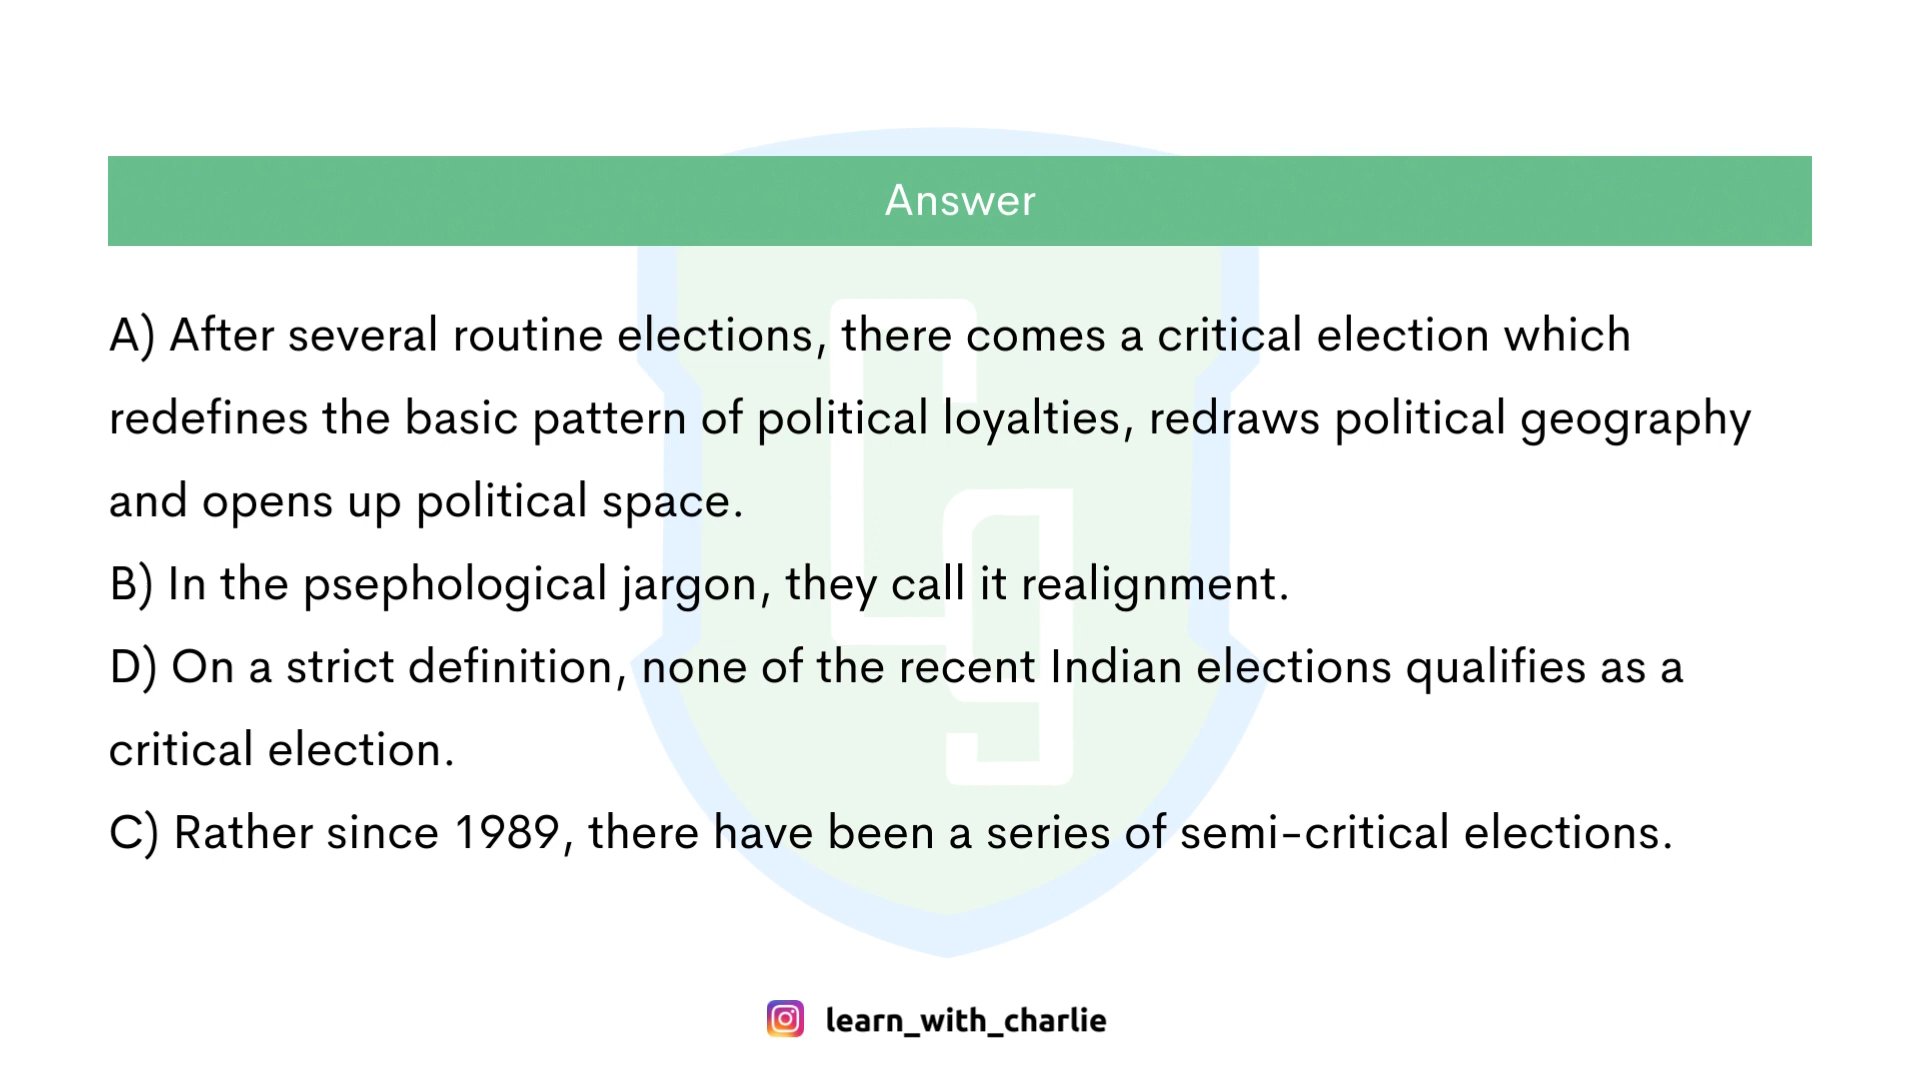 Answer
A) After several routine elections, there comes a critical election which
redefines the basic pattern of political loyalties, redraws political geography
and opens up political space.
B) In the psephological jargon, they call it realignment.
D) On a strict definition, none of the recent Indian elections qualifies as a
critical election.
C) Rather since 1989, there have been a series of semi-critical elections.
learn_with_charlie